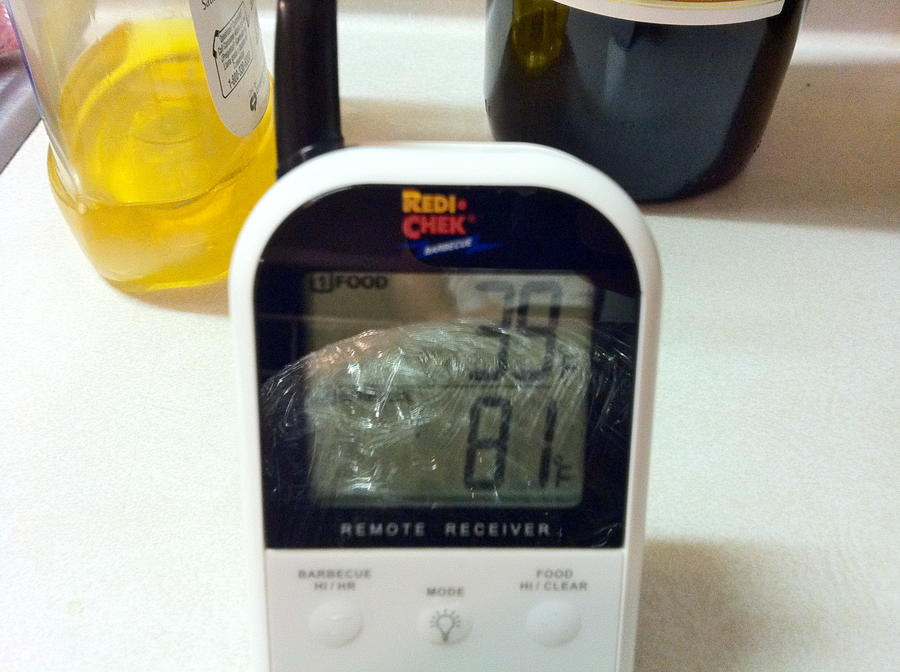 REDI
CHEK®
BARBECUE
1 FOOD
39
81 °F
REMOTE RECEIVER
BARBECUE
HI / HR
MODE
FOOD
HI / CLEAR